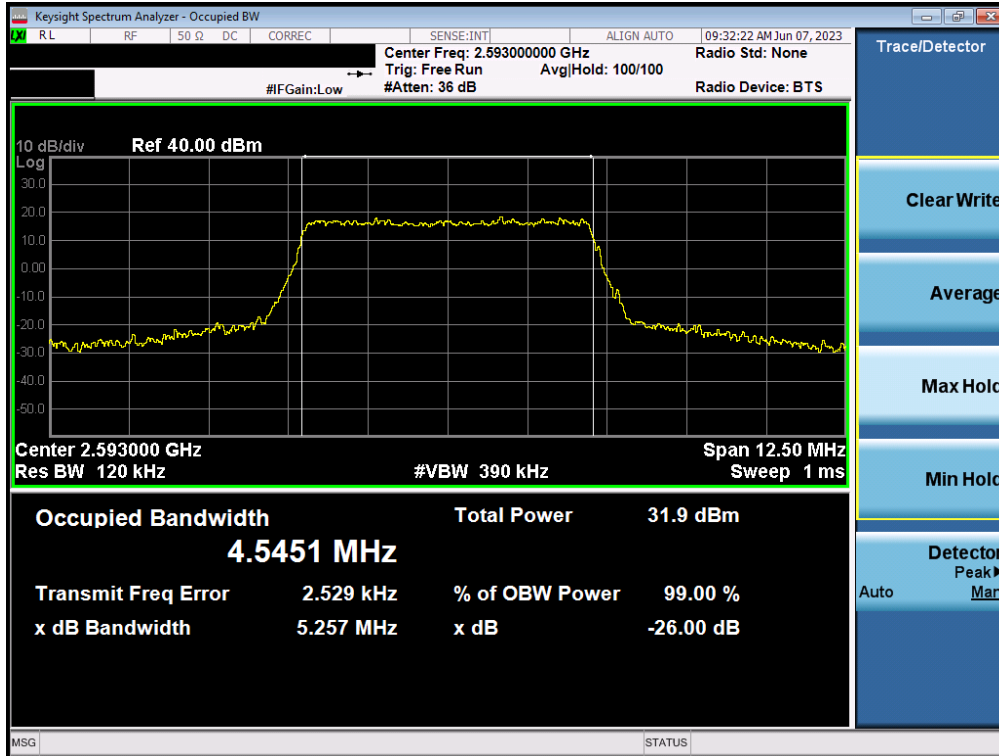 Keysight Spectrum Analyzer - Occupied BW
LXI RL RF 50 Ω DC CORREC SENSE:INT ALIGN AUTO 09:32:22 AM Jun 07, 2023
Center Freq: 2.593000000 GHz Radio Std: None
Trig: Free Run Avg|Hold: 100/100
#IFGain:Low #Atten: 36 dB Radio Device: BTS
Trace/Detector
10 dB/div Ref 40.00 dBm
Log
30.0
20.0
10.0
0.00
-10.0
-20.0
-30.0
-40.0
-50.0
Center 2.593000 GHz Span 12.50 MHz
Res BW 120 kHz #VBW 390 kHz Sweep 1 ms
Occupied Bandwidth Total Power 31.9 dBm
4.5451 MHz
Transmit Freq Error 2.529 kHz % of OBW Power 99.00 %
x dB Bandwidth 5.257 MHz x dB -26.00 dB
Clear Write
Average
Max Hold
Min Hold
Detector
Peak
Auto Man
MSG STATUS